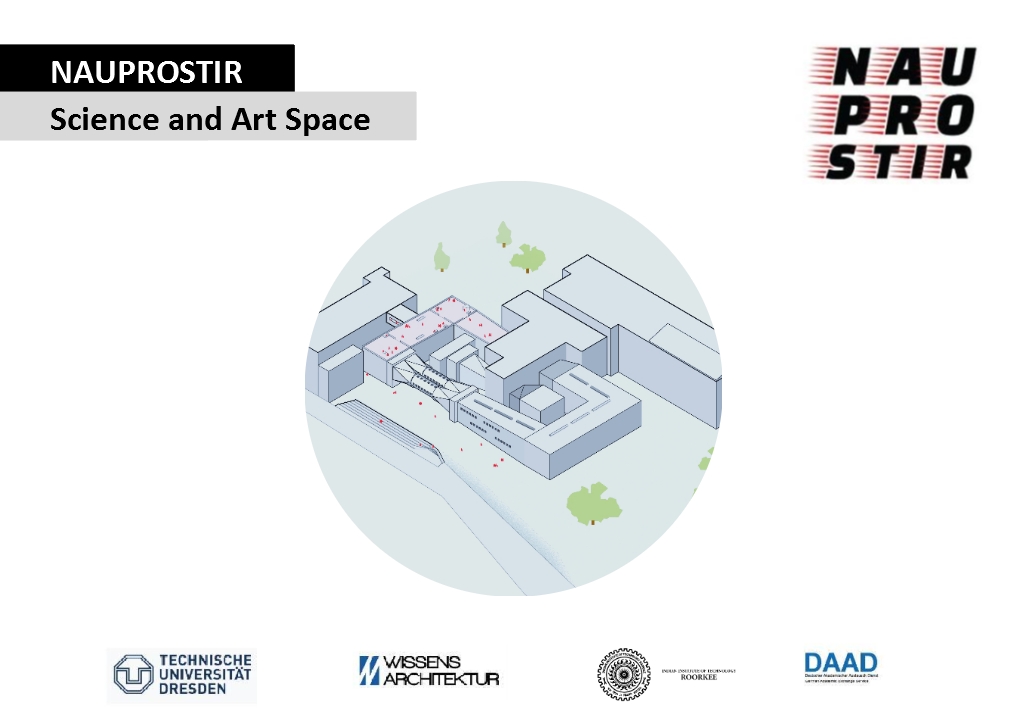 NAUPROSTIR
Science and Art Space
NAU
PRO
STIR
TECHNISCHE
UNIVERSITÄT
DRESDEN
WISSENS
ARCHITEKTUR
INDIAN INSTITUTE OF TECHNOLOGY
ROORKEE
DAAD
Deutscher Akademischer Austausch Dienst
German Academic Exchange Service